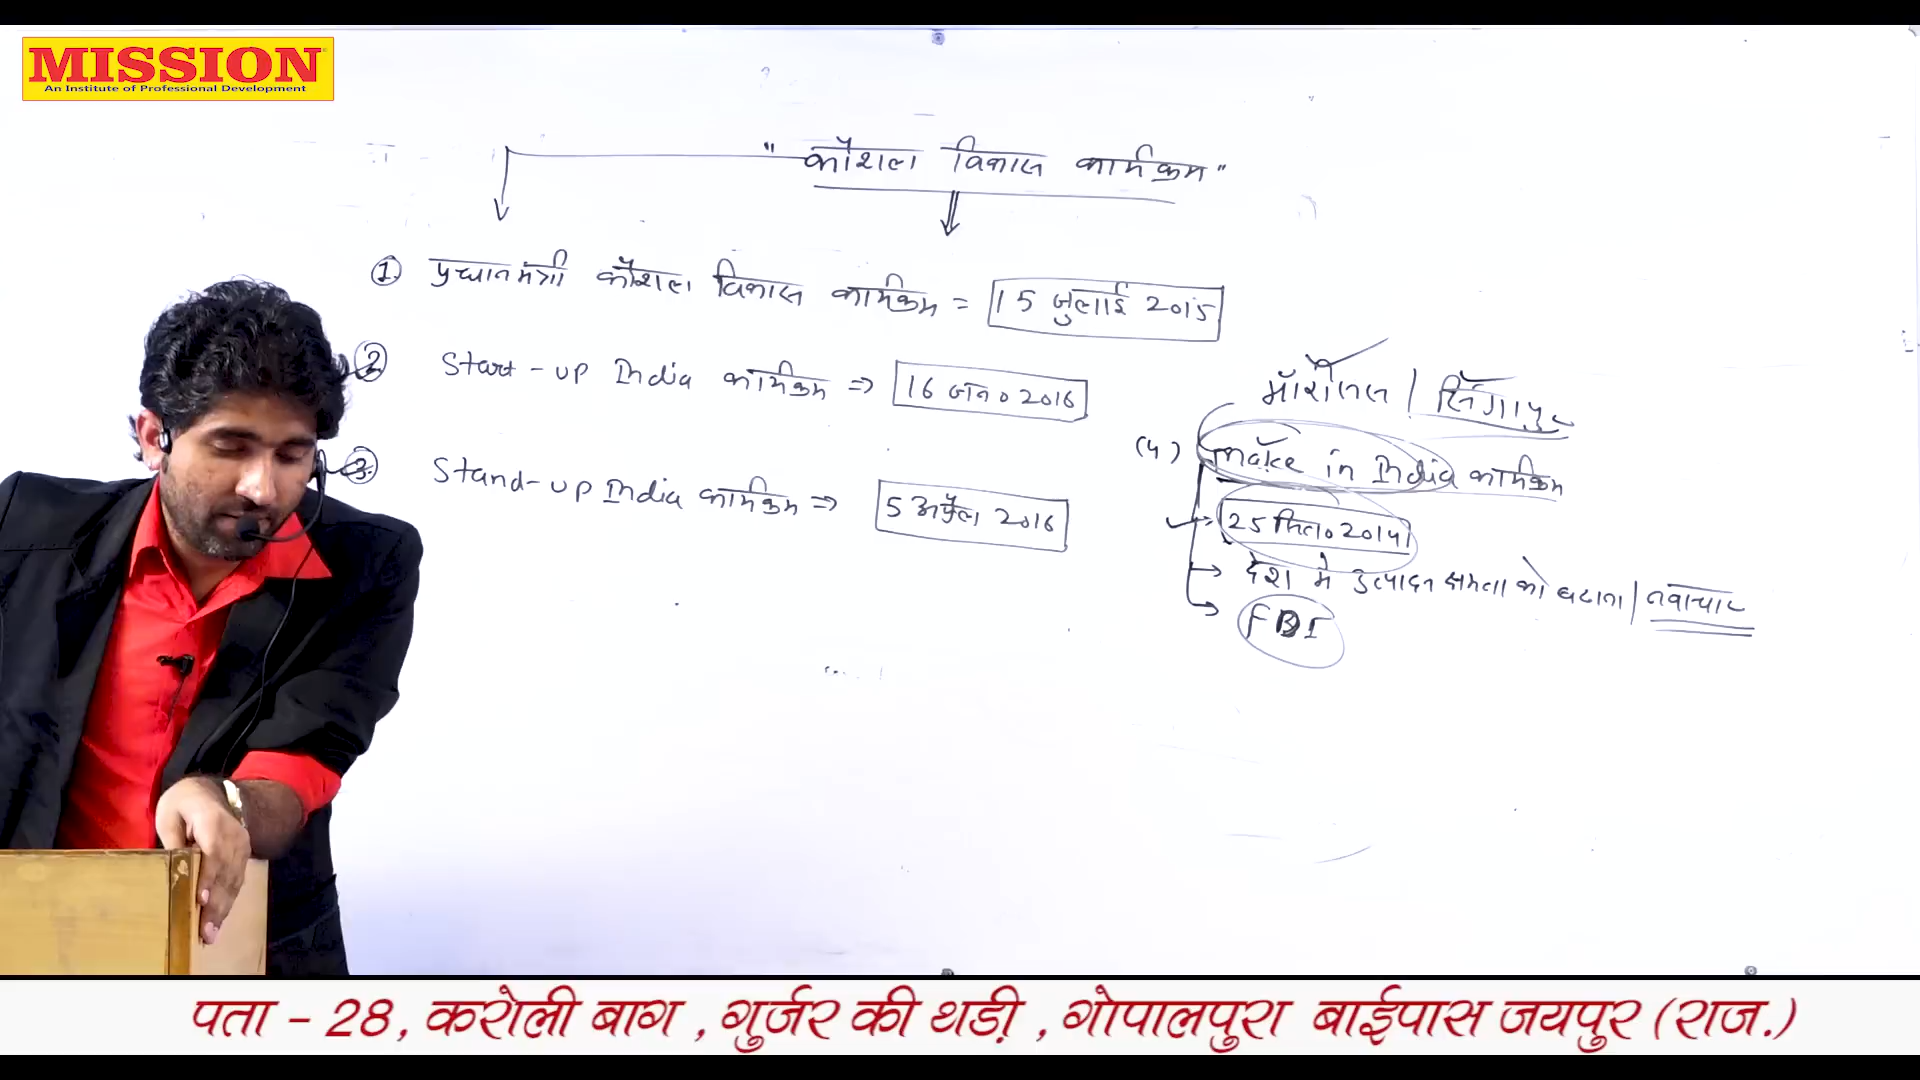 MISSION
An Institute of Professional Development
" कौशल विकास कार्यक्रम "
① प्रधानमंत्री कौशल विकास कार्यक्रम = 15 जुलाई 2015
② Start-up India कार्यक्रम ⇒ 16 जन० 2016
③ Stand-up India कार्यक्रम ⇒ 5 अप्रैल 2016
मॉरीशस | सिंगापुर
(4) make in India कार्यक्रम
→ 25 सित० 2014
→ देश में उत्पादन क्षमता को | नवाचार
→ FDI
पता - 28, करोली बाग , गुर्जर की थडी़ , गोपालपुरा बाईपास जयपुर (राज.)